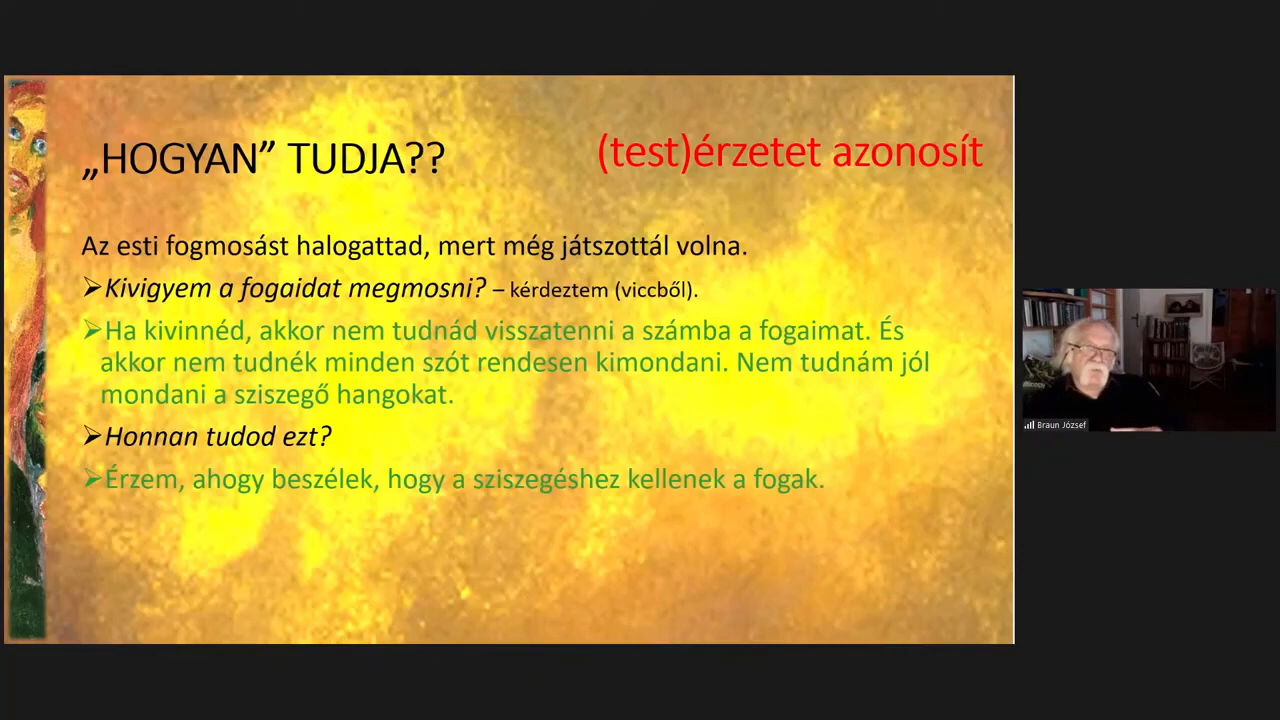 „HOGYAN” TUDJA??
(test)érzetet azonosít
Az esti fogmosást halogattad, mert még játszottál volna.
➢Kivigyem a fogaidat megmosni? – kérdeztem (viccből).
➢Ha kivinnéd, akkor nem tudnád visszatenni a számba a fogaimat. És
akkor nem tudnék minden szót rendesen kimondani. Nem tudnám jól
mondani a sziszegő hangokat.
➢Honnan tudod ezt?
➢Érzem, ahogy beszélek, hogy a sziszegéshez kellenek a fogak.
Braun József